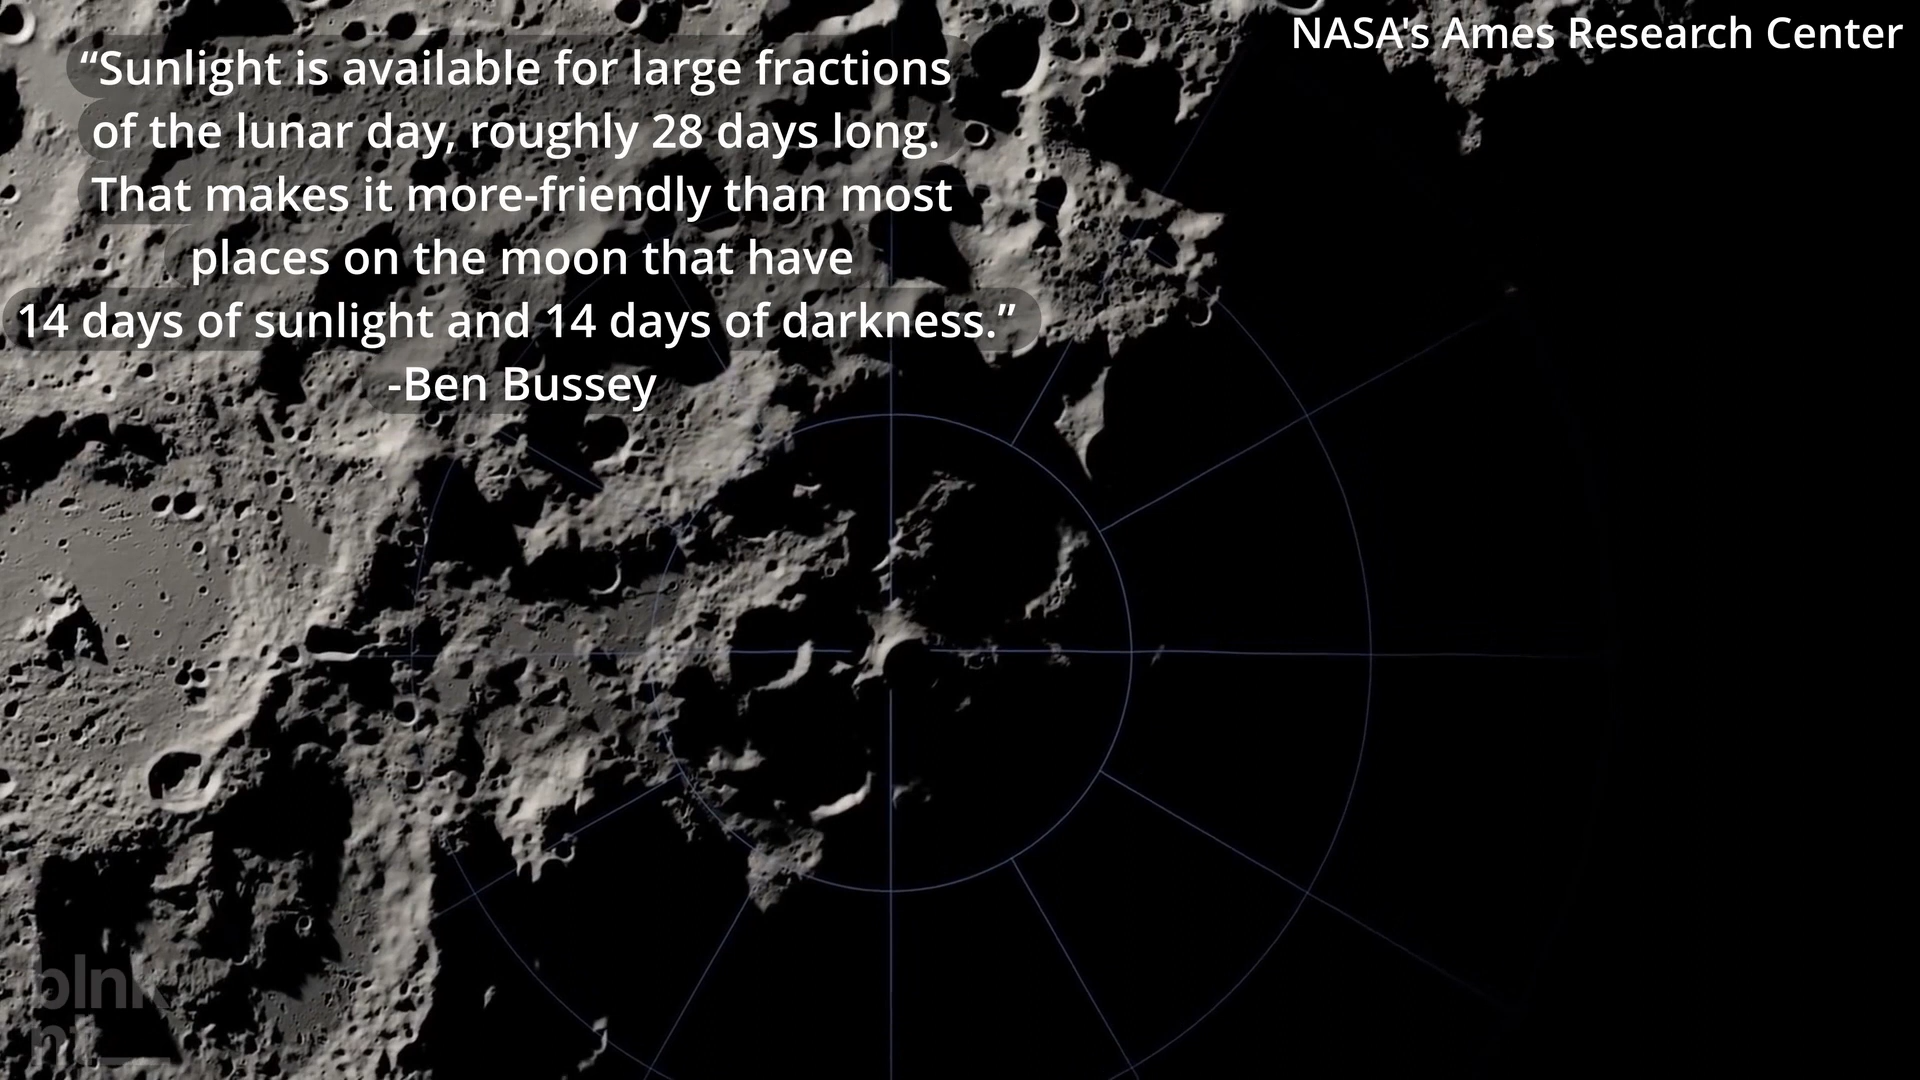 NASA's Ames Research Center
“Sunlight is available for large fractions
of the lunar day, roughly 28 days long.
That makes it more-friendly than most
places on the moon that have
14 days of sunlight and 14 days of darkness.”
-Ben Bussey
blnk